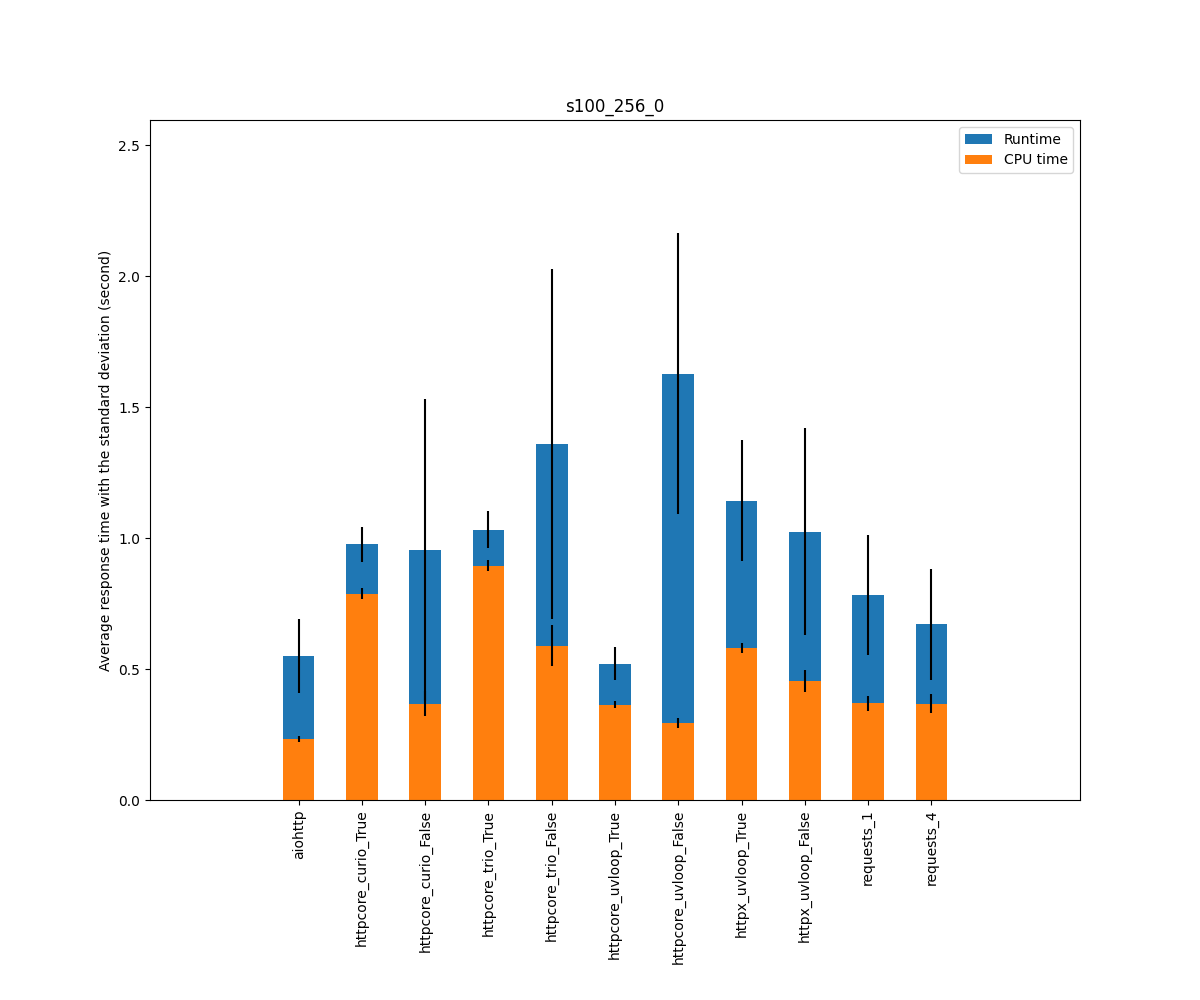 s100_256_0
Runtime
CPU time
Average response time with the standard deviation (second)
2.5
2.0
1.5
1.0
0.5
0.0
aiohttp
httpcore_curio_True
httpcore_curio_False
httpcore_trio_True
httpcore_trio_False
httpcore_uvloop_True
httpcore_uvloop_False
httpx_uvloop_True
httpx_uvloop_False
requests_1
requests_4